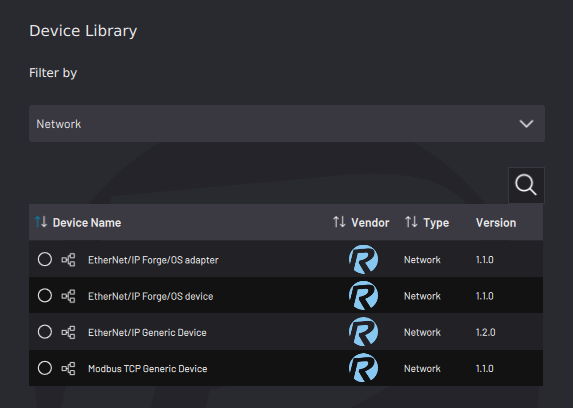 Device Library
Filter by
Network
Device Name Vendor Type Version
EtherNet/IP Forge/OS adapter Network 1.1.0
EtherNet/IP Forge/OS device Network 1.1.0
EtherNet/IP Generic Device Network 1.2.0
Modbus TCP Generic Device Network 1.1.0